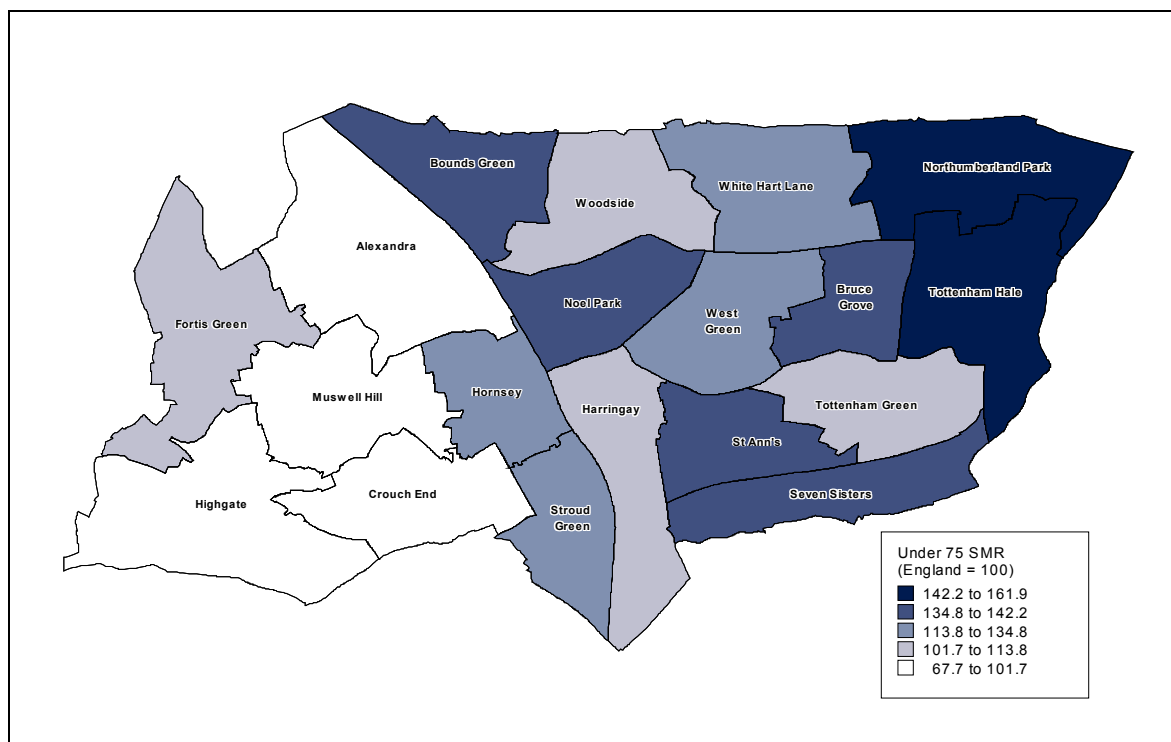 Bounds Green
Northumberland Park
White Hart Lane
Woodside
Alexandra
Tottenham Hale
Bruce
Grove
Noel Park
West
Green
Fortis Green
Hornsey
Muswell Hill
Harringay
Tottenham Green
St Ann's
Seven Sisters
Crouch End
Highgate
Stroud
Green
Under 75 SMR
(England = 100)
142.2 to 161.9
134.8 to 142.2
113.8 to 134.8
101.7 to 113.8
67.7 to 101.7